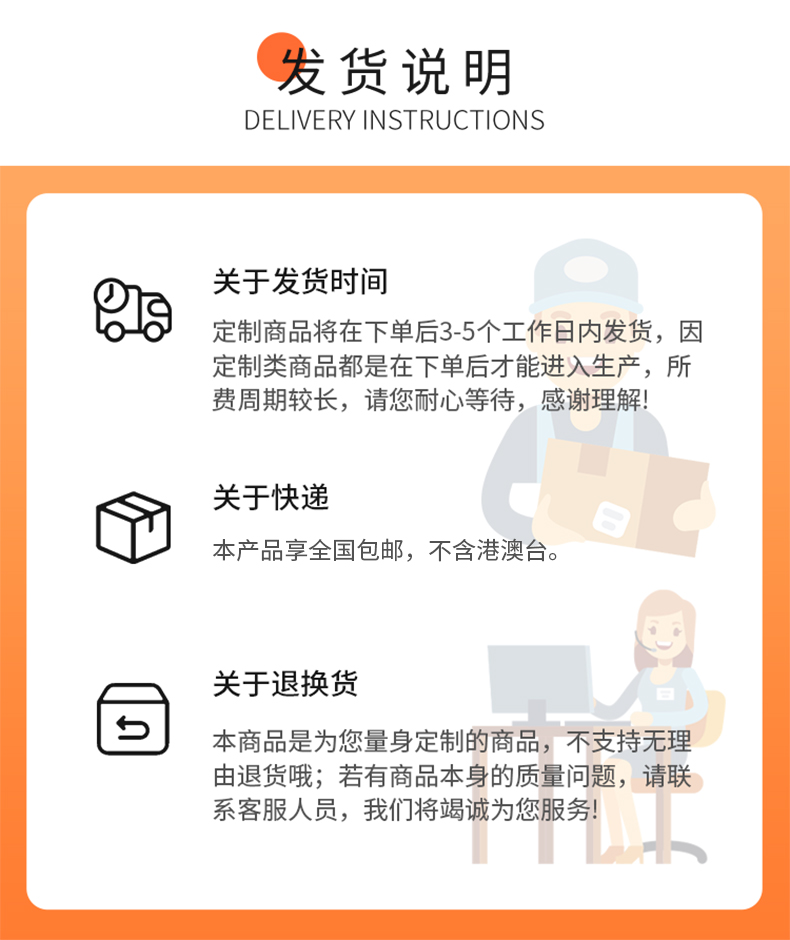 发货说明
DELIVERY INSTRUCTIONS
关于发货时间
定制商品将在下单后3-5个工作日内发货，因
定制类商品都是在下单后才能进入生产，所
费周期较长，请您耐心等待，感谢理解!
关于快递
本产品享全国包邮，不含港澳台。
关于退换货
本商品是为您量身定制的商品，不支持无理
由退货哦；若有商品本身的质量问题，请联
系客服人员，我们将竭诚为您服务!